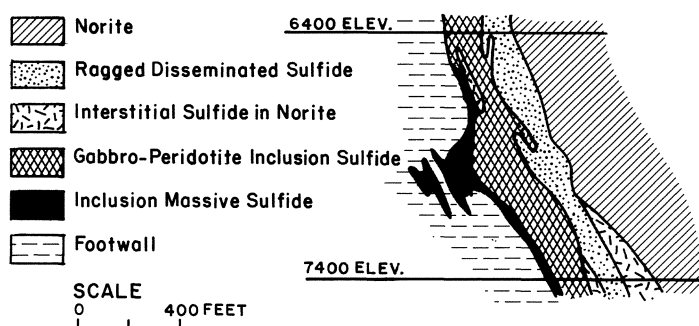 Norite
6400 ELEV.
Ragged Disseminated Sulfide
Interstitial Sulfide in Norite
Gabbro-Peridotite Inclusion Sulfide
Inclusion Massive Sulfide
Footwall
7400 ELEV.
SCALE
0 400 FEET